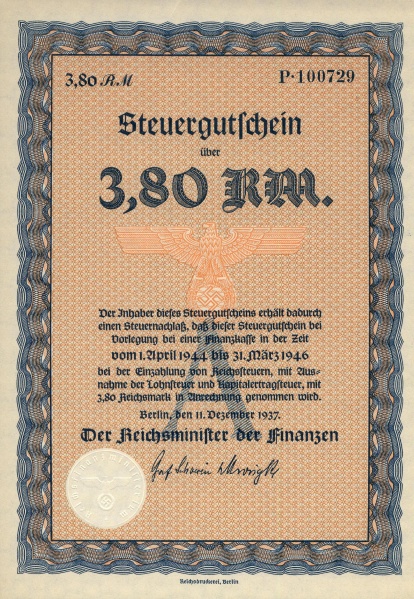 3,80 RM
P·100729
Steuergutschein
über
3,80 RM.
Der Inhaber dieses Steuergutscheins erhält dadurch
einen Steuernachlaß, daß dieser Steuergutschein bei
Vorlegung bei einer Finanzkasse in der Zeit
vom 1. April 1944 bis 31. März 1946
bei der Einzahlung von Reichssteuern, mit Aus-
nahme der Lohnsteuer und Kapitalertragsteuer, mit
3,80 Reichsmark in Anrechnung genommen wird.
Berlin, den 11. Dezember 1937.
Der Reichsminister der Finanzen
Graf Schwerin
Reichsdruckerei, Berlin